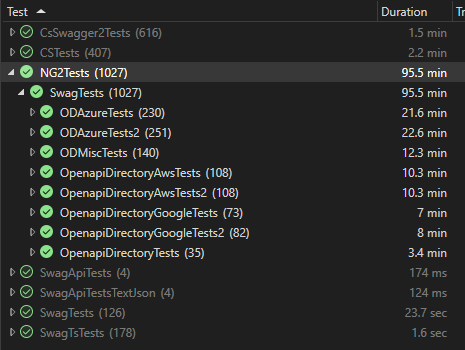 Test Duration Tr
CsSwagger2Tests (616) 1.5 min
CSTests (407) 2.2 min
NG2Tests (1027) 95.5 min
SwagTests (1027) 95.5 min
ODAzureTests (230) 21.6 min
ODAzureTests2 (251) 22.6 min
ODMiscTests (140) 12.3 min
OpenapiDirectoryAwsTests (108) 10.3 min
OpenapiDirectoryAwsTests2 (108) 10.3 min
OpenapiDirectoryGoogleTests (73) 7 min
OpenapiDirectoryGoogleTests2 (82) 8 min
OpenapiDirectoryTests (35) 3.4 min
SwagApiTests (4) 174 ms
SwagApiTestsTextJson (4) 124 ms
SwagTests (126) 23.7 sec
SwagTsTests (178) 1.6 sec